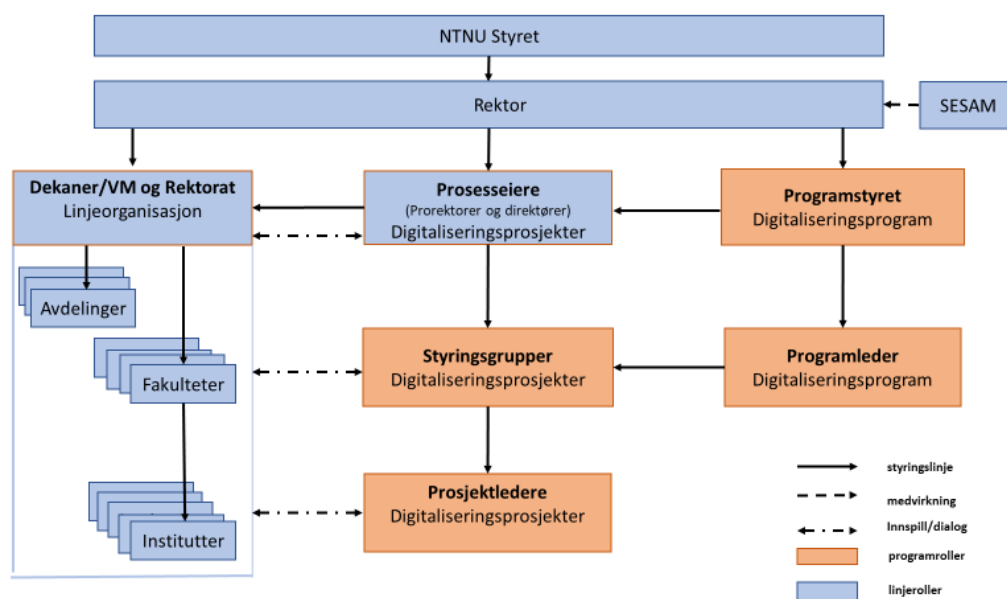 NTNU Styret
Rektor
SESAM
Dekaner/VM og Rektorat
Linjeorganisasjon
Prosesseiere
(Prorektorer og direktører)
Digitaliseringsprosjekter
Programstyret
Digitaliseringsprogram
Avdelinger
Fakulteter
Styringsgrupper
Digitaliseringsprosjekter
Programleder
Digitaliseringsprogram
Institutter
Prosjektledere
Digitaliseringsprosjekter
styringslinje
medvirkning
Innspill/dialog
programroller
linjeroller